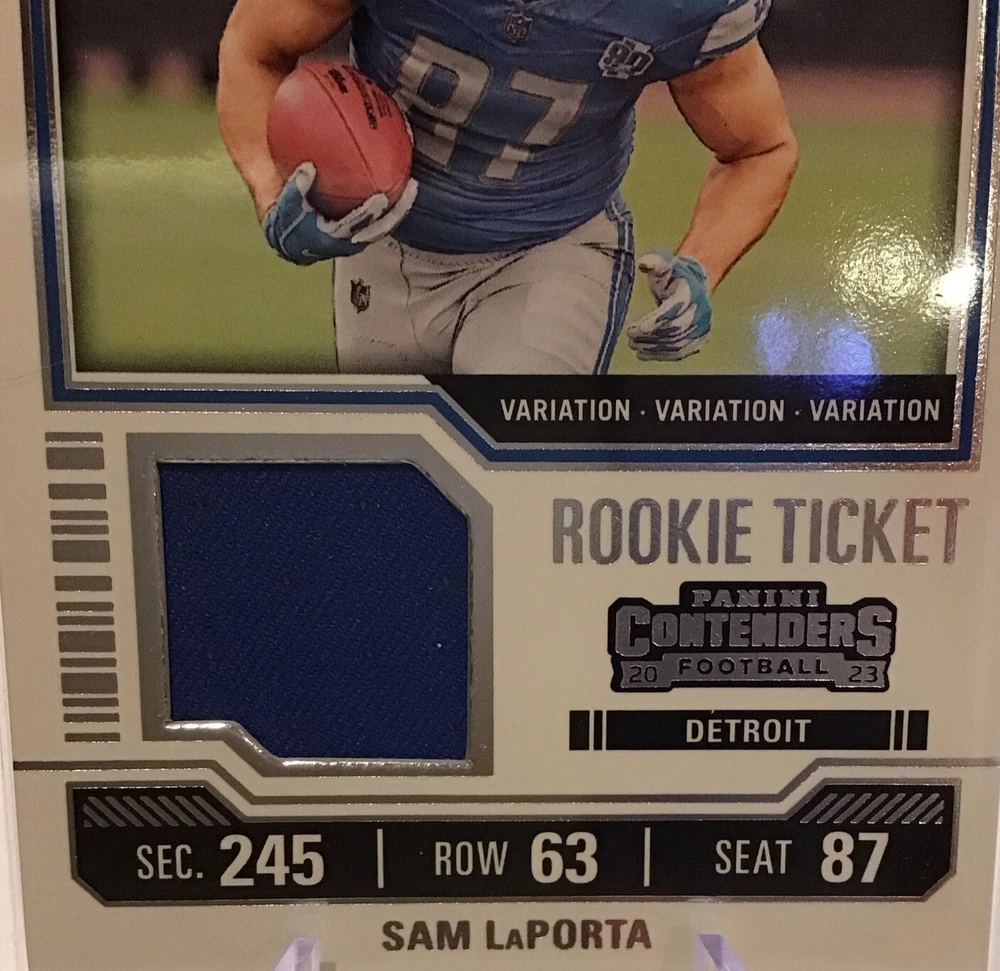 90
87
VARIATION · VARIATION · VARIATION
ROOKIE TICKET
PANINI
CONTENDERS
20 FOOTBALL 23
DETROIT
SEC. 245 | ROW 63 | SEAT 87
SAM LaPORTA